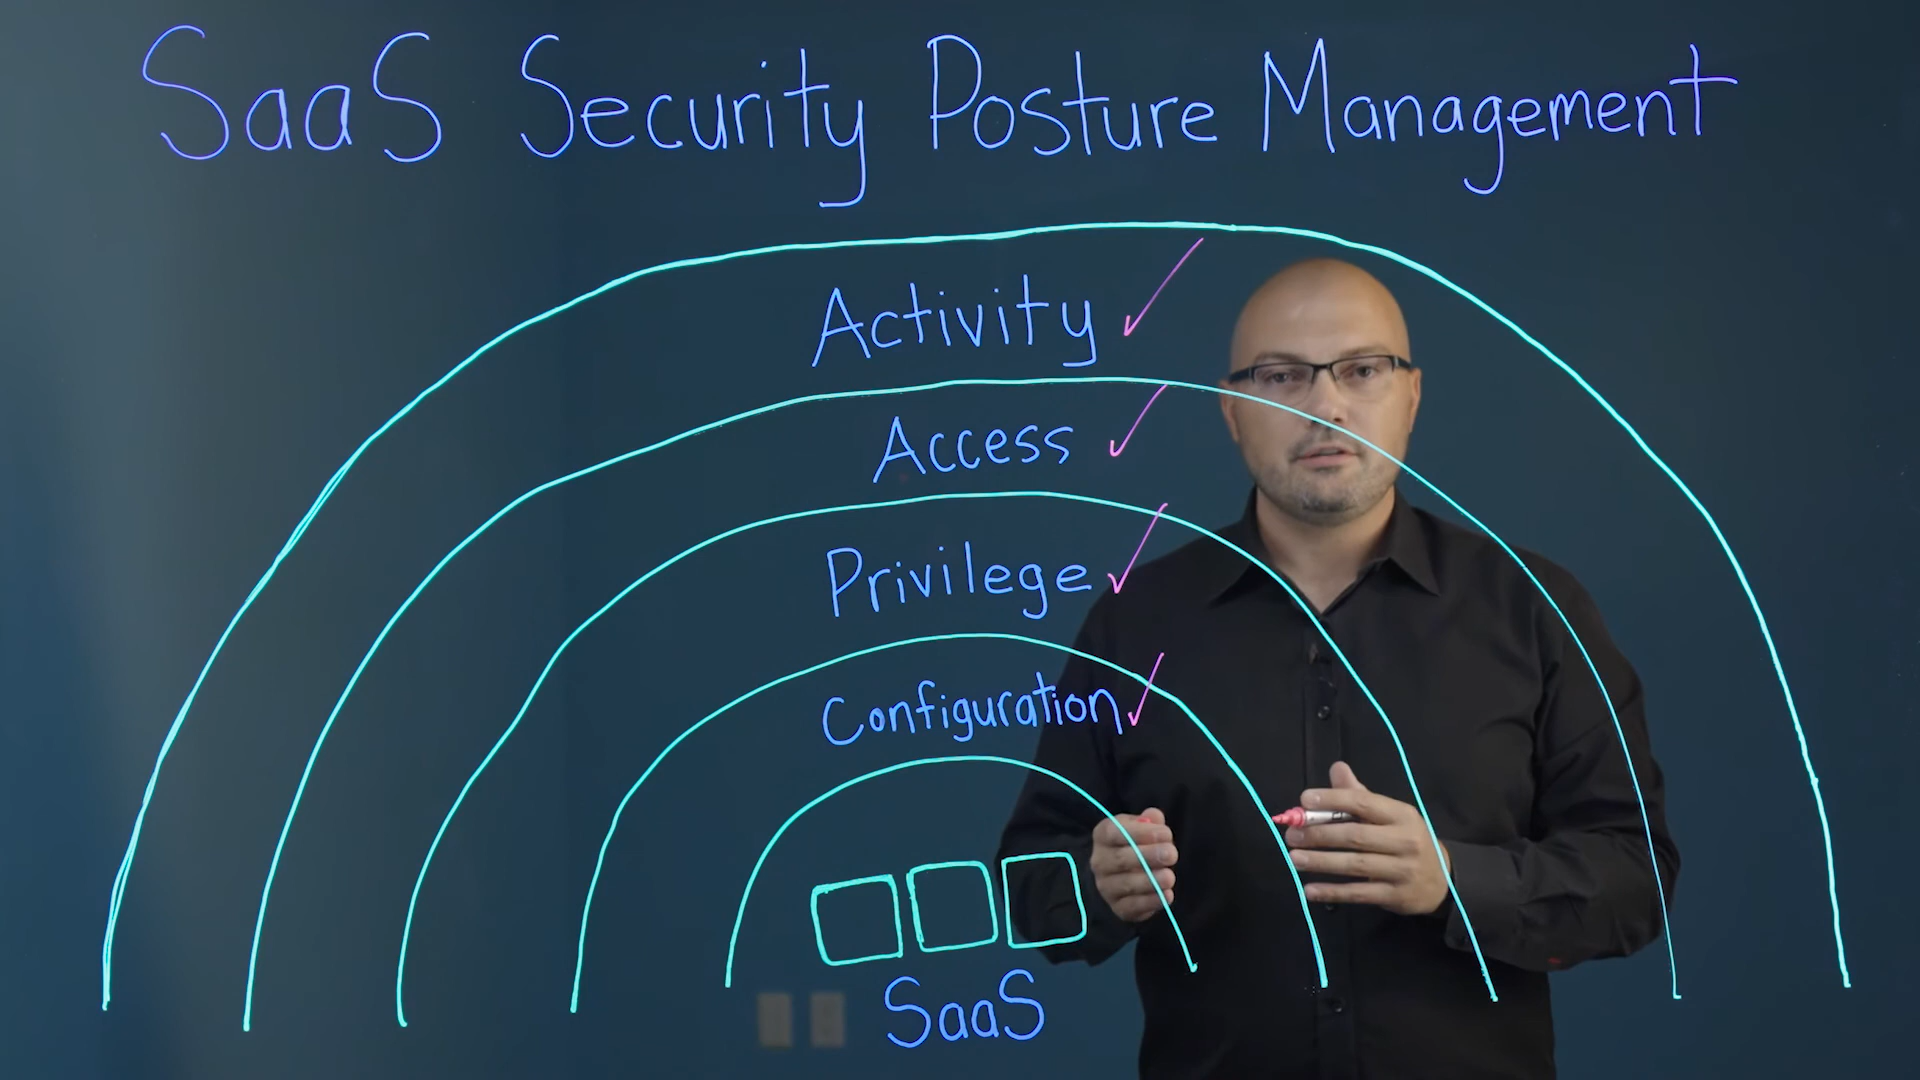 SaaS Security Posture Management
Activity
Access
Privilege
Configuration
SaaS